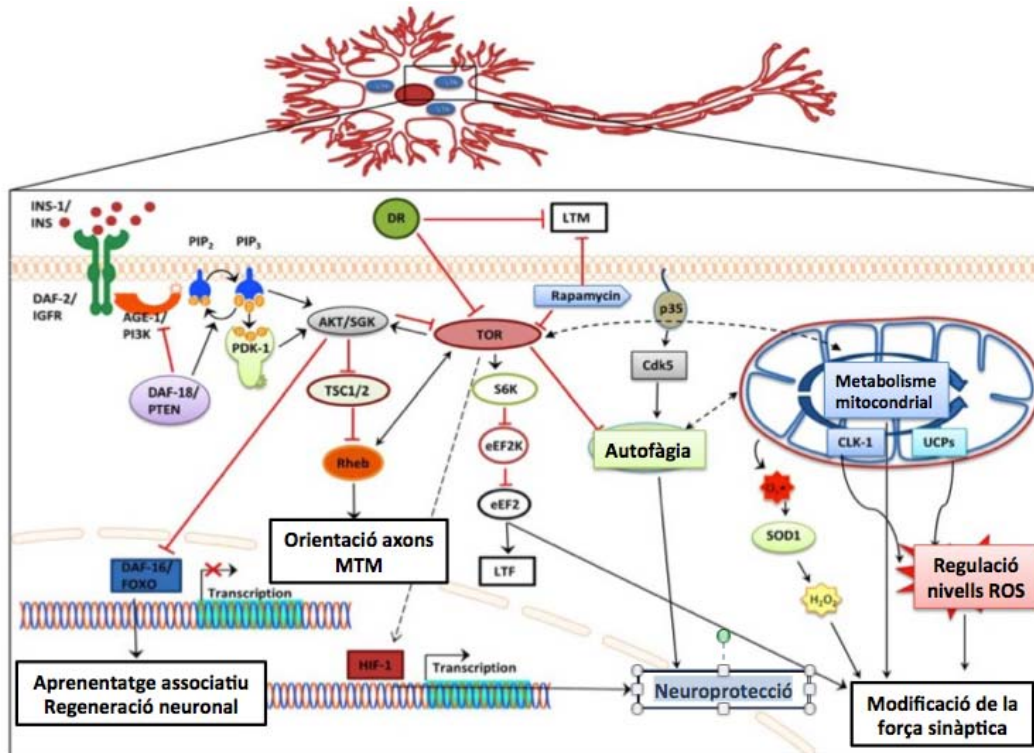 INS-1/
INS
DR
LTM
PIP2
PIP3
Rapamycin
p35
DAF-2/
IGFR
AGE-1/
PI3K
AKT/SGK
TOR
PDK-1
Cdk5
Metabolisme
mitocondrial
DAF-18/
PTEN
TSC1/2
S6K
CLK-1
UCPs
eEF2K
Autofàgia
Rheb
eEF2
SOD1
Orientació axons
MTM
LTF
Regulació
nivells ROS
DAF-16/
FOXO
Transcription
H2O2
HIF-1
Transcription
Aprenentatge associatiu
Regeneració neuronal
Neuroprotecció
Modificació de la
força sinàptica